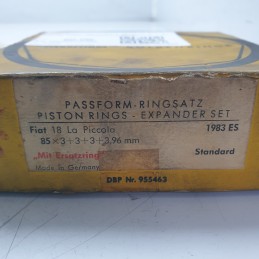 PASSFORM-RINGSATZ
PISTON RINGS - EXPANDER SET
Fiat 18 La Piccola 1983 ES
85×3+3+3+3,96 mm
„Mit Ersatzring" Standard
Made in Germany
DBP Nr. 955463